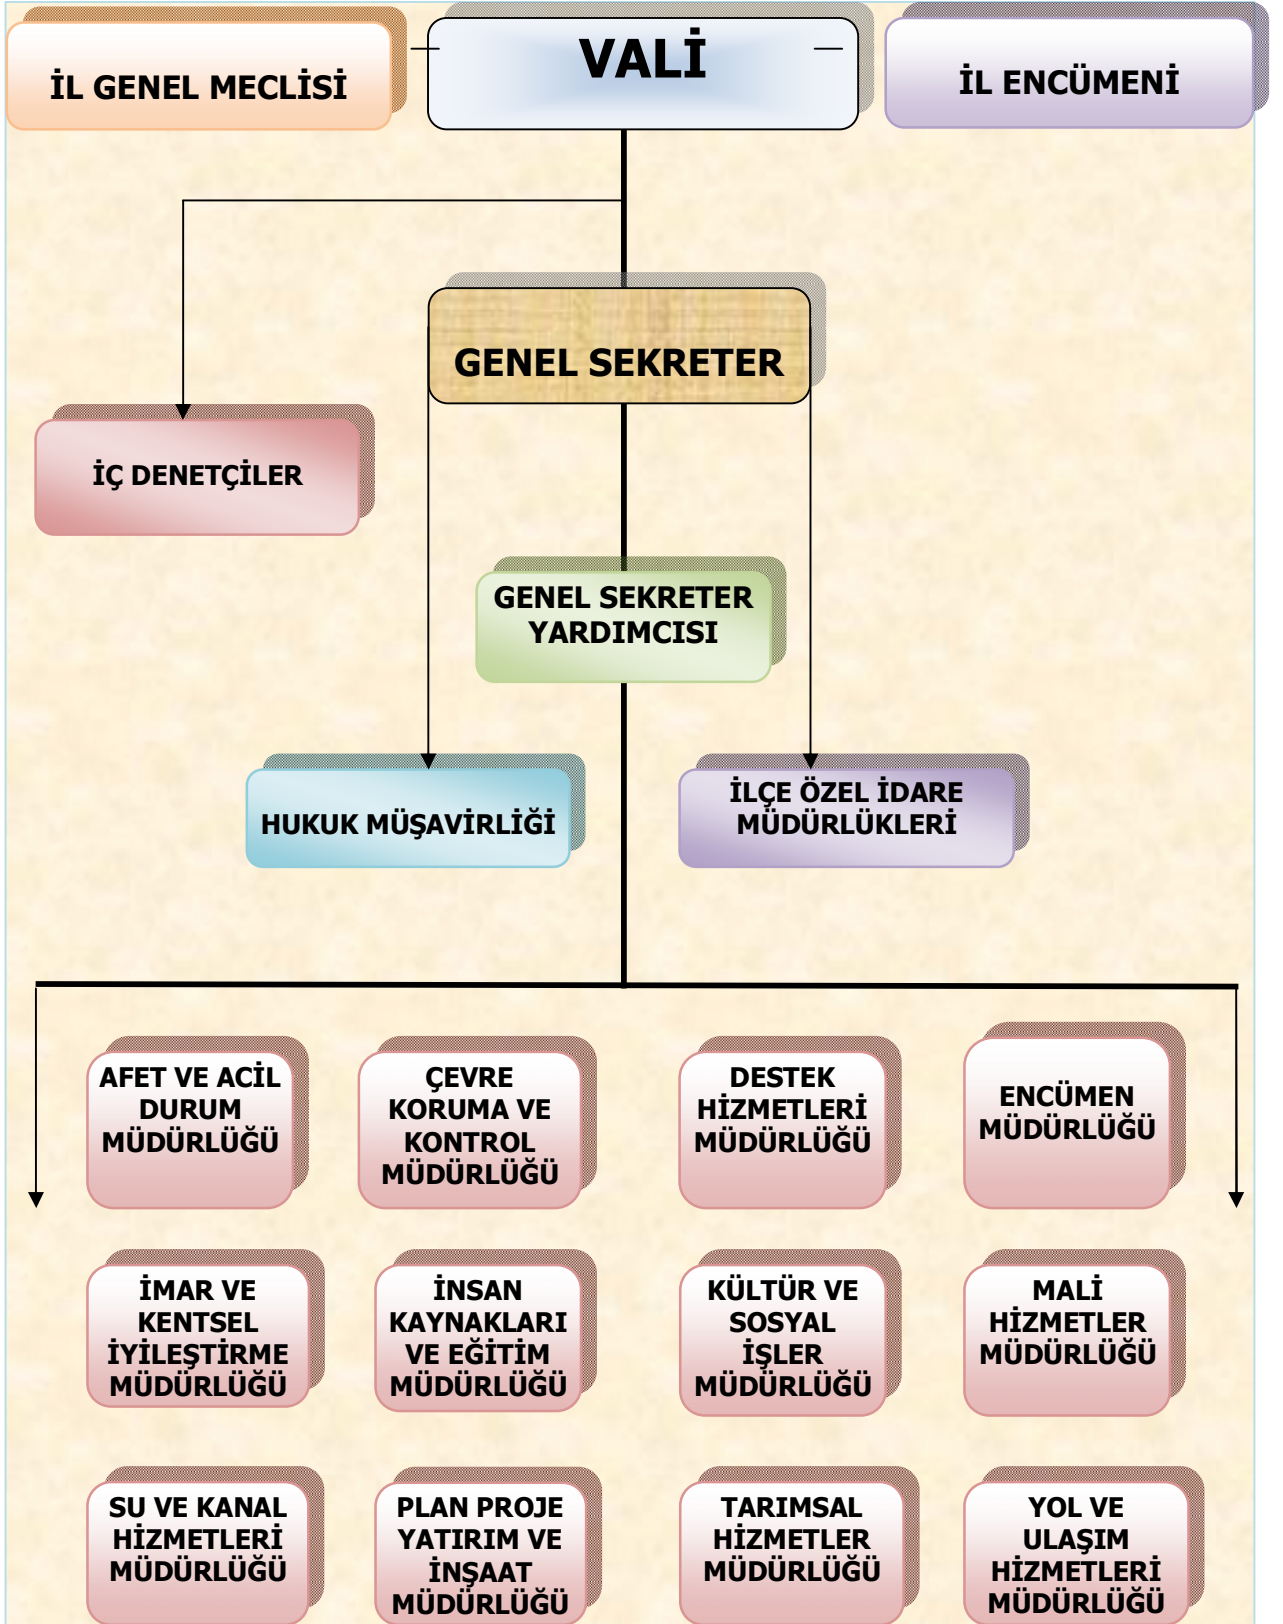 İL GENEL MECLİSİ
VALİ
İL ENCÜMENİ
GENEL SEKRETER
İÇ DENETÇİLER
GENEL SEKRETER
YARDIMCISI
HUKUK MÜŞAVİRLİĞİ
İLÇE ÖZEL İDARE
MÜDÜRLÜKLERİ
AFET VE ACİL
DURUM
MÜDÜRLÜĞÜ
ÇEVRE
KORUMA VE
KONTROL
MÜDÜRLÜĞÜ
DESTEK
HİZMETLERİ
MÜDÜRLÜĞÜ
ENCÜMEN
MÜDÜRLÜĞÜ
İMAR VE
KENTSEL
İYİLEŞTİRME
MÜDÜRLÜĞÜ
İNSAN
KAYNAKLARI
VE EĞİTİM
MÜDÜRLÜĞÜ
KÜLTÜR VE
SOSYAL
İŞLER
MÜDÜRLÜĞÜ
MALİ
HİZMETLER
MÜDÜRLÜĞÜ
SU VE KANAL
HİZMETLERİ
MÜDÜRLÜĞÜ
PLAN PROJE
YATIRIM VE
İNŞAAT
MÜDÜRLÜĞÜ
TARIMSAL
HİZMETLER
MÜDÜRLÜĞÜ
YOL VE
ULAŞIM
HİZMETLERİ
MÜDÜRLÜĞÜ